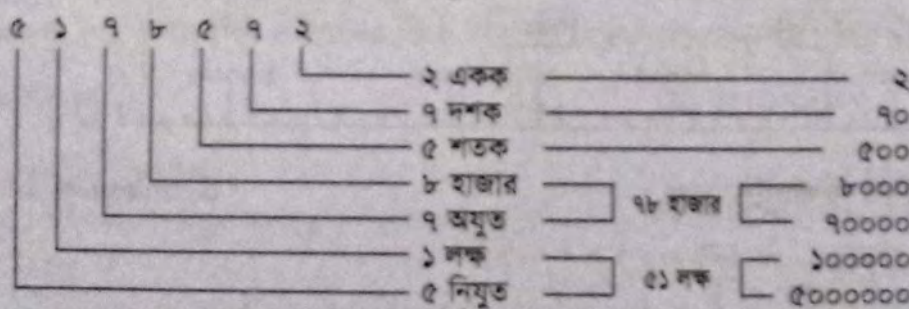 ৫ ১ ৭ ৮ ৫ ৭ ২
২ একক ২
৭ দশক ৭০
৫ শতক ৫০০
৮ হাজার ৮০০০
৭৮ হাজার
৭ অযুত ৭০০০০
১ লক্ষ ১০০০০০
৫১ লক্ষ
৫ নিযুত ৫০০০০০০